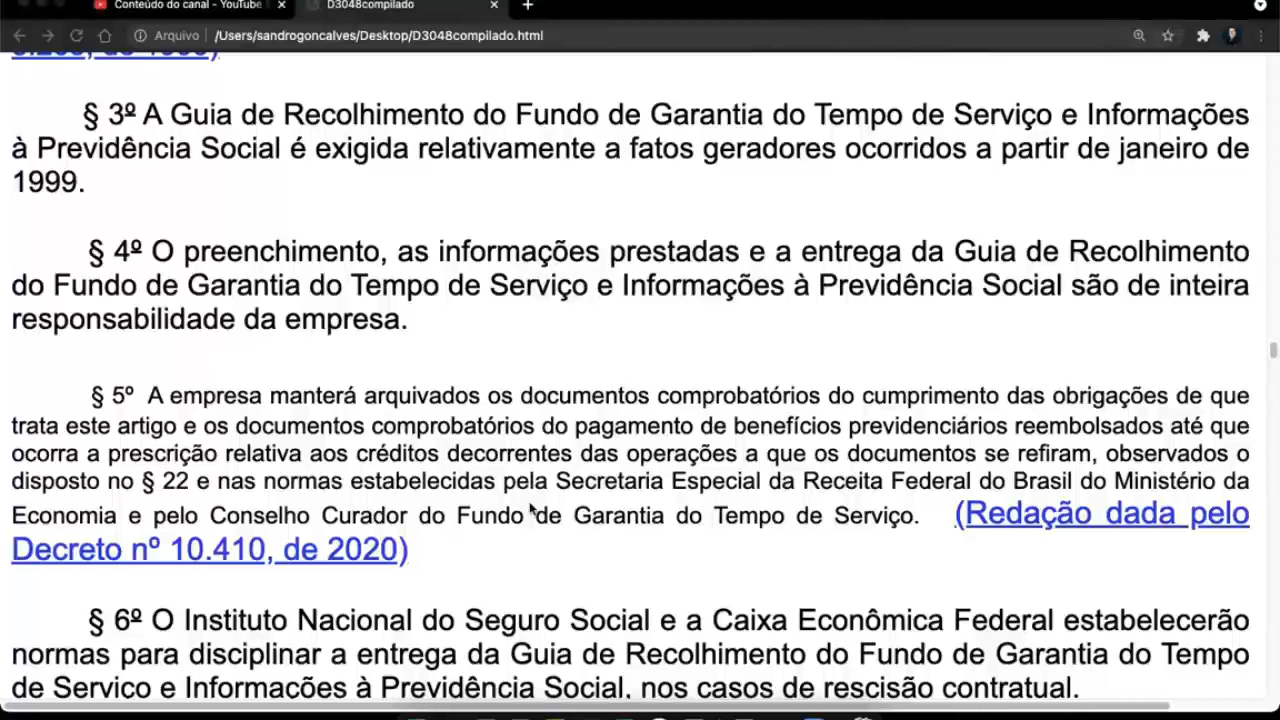 Conteúdo do canal - YouTube
D3048compilado
Arquivo
/Users/sandrogoncalves/Desktop/D3048compilado.html
§ 3º A Guia de Recolhimento do Fundo de Garantia do Tempo de Serviço e Informações
à Previdência Social é exigida relativamente a fatos geradores ocorridos a partir de janeiro de
1999.
§ 4º O preenchimento, as informações prestadas e a entrega da Guia de Recolhimento
do Fundo de Garantia do Tempo de Serviço e Informações à Previdência Social são de inteira
responsabilidade da empresa.
§ 5º A empresa manterá arquivados os documentos comprobatórios do cumprimento das obrigações de que
trata este artigo e os documentos comprobatórios do pagamento de benefícios previdenciários reembolsados até que
ocorra a prescrição relativa aos créditos decorrentes das operações a que os documentos se refiram, observados o
disposto no § 22 e nas normas estabelecidas pela Secretaria Especial da Receita Federal do Brasil do Ministério da
Economia e pelo Conselho Curador do Fundo de Garantia do Tempo de Serviço. (Redação dada pelo
Decreto nº 10.410, de 2020)
§ 6º O Instituto Nacional do Seguro Social e a Caixa Econômica Federal estabelecerão
normas para disciplinar a entrega da Guia de Recolhimento do Fundo de Garantia do Tempo
de Serviço e Informações à Previdência Social, nos casos de rescisão contratual.